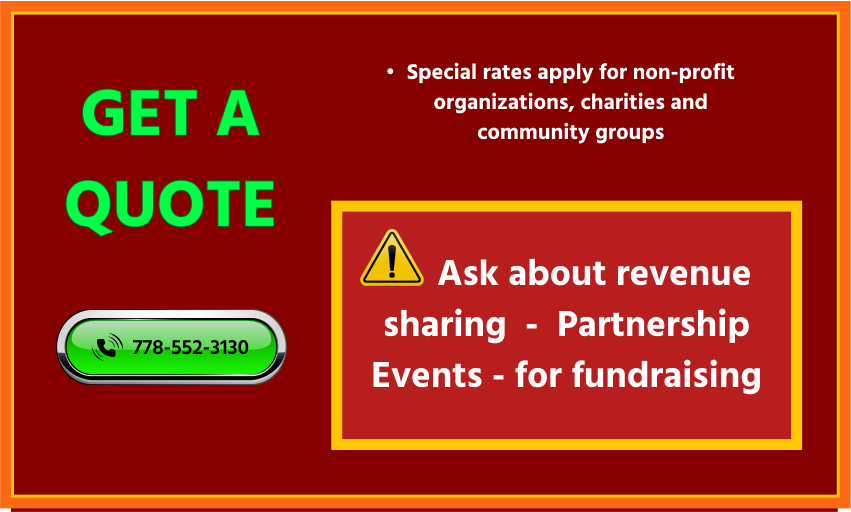 GET A
QUOTE
778-552-3130
• Special rates apply for non-profit
organizations, charities and
community groups
Ask about revenue
sharing - Partnership
Events - for fundraising